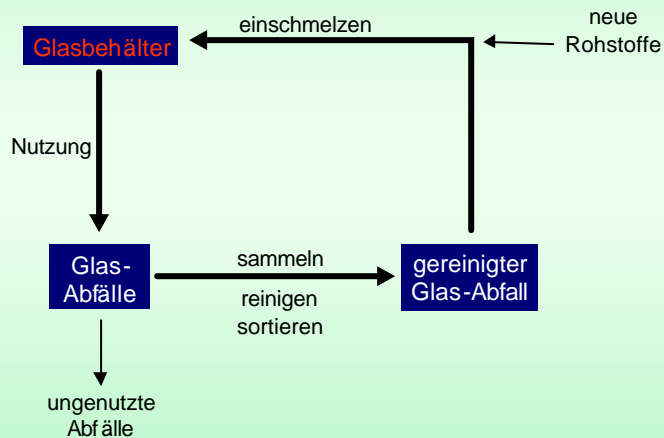 neue
Rohstoffe
einschmelzen
Glasbehälter
Nutzung
Glas-
Abfälle
sammeln
reinigen
sortieren
gereinigter
Glas-Abfall
ungenutzte
Abfälle